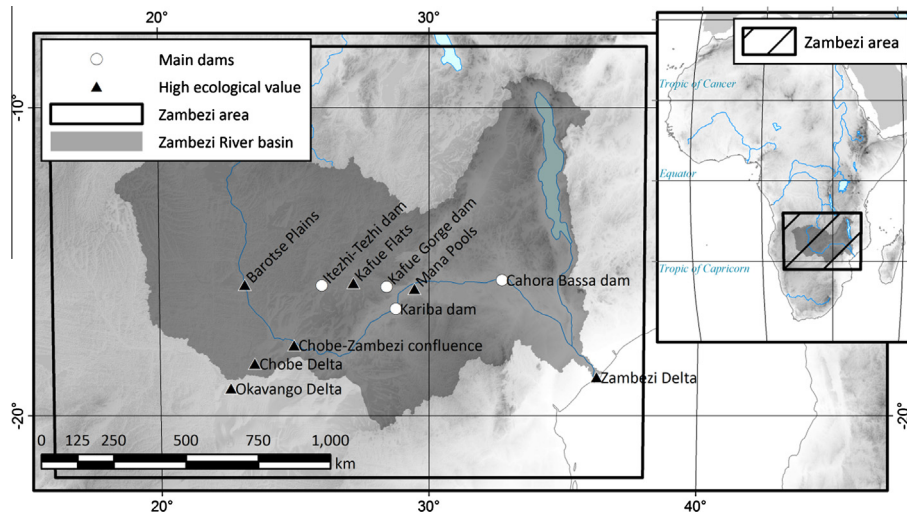 20°
30°
Main dams
High ecological value
Zambezi area
Zambezi River basin
Zambezi area
Tropic of Cancer
Equator
Tropic of Capricorn
-10°
-10°
Barotse Plains
Itezhi-Tezhi dam
Kafue Flats
Kafue Gorge dam
Mana Pools
Cahora Bassa dam
Kariba dam
Chobe-Zambezi confluence
Chobe Delta
Okavango Delta
Zambezi Delta
-20°
-20°
0 125 250 500 750 1,000
km
20°
30°
40°